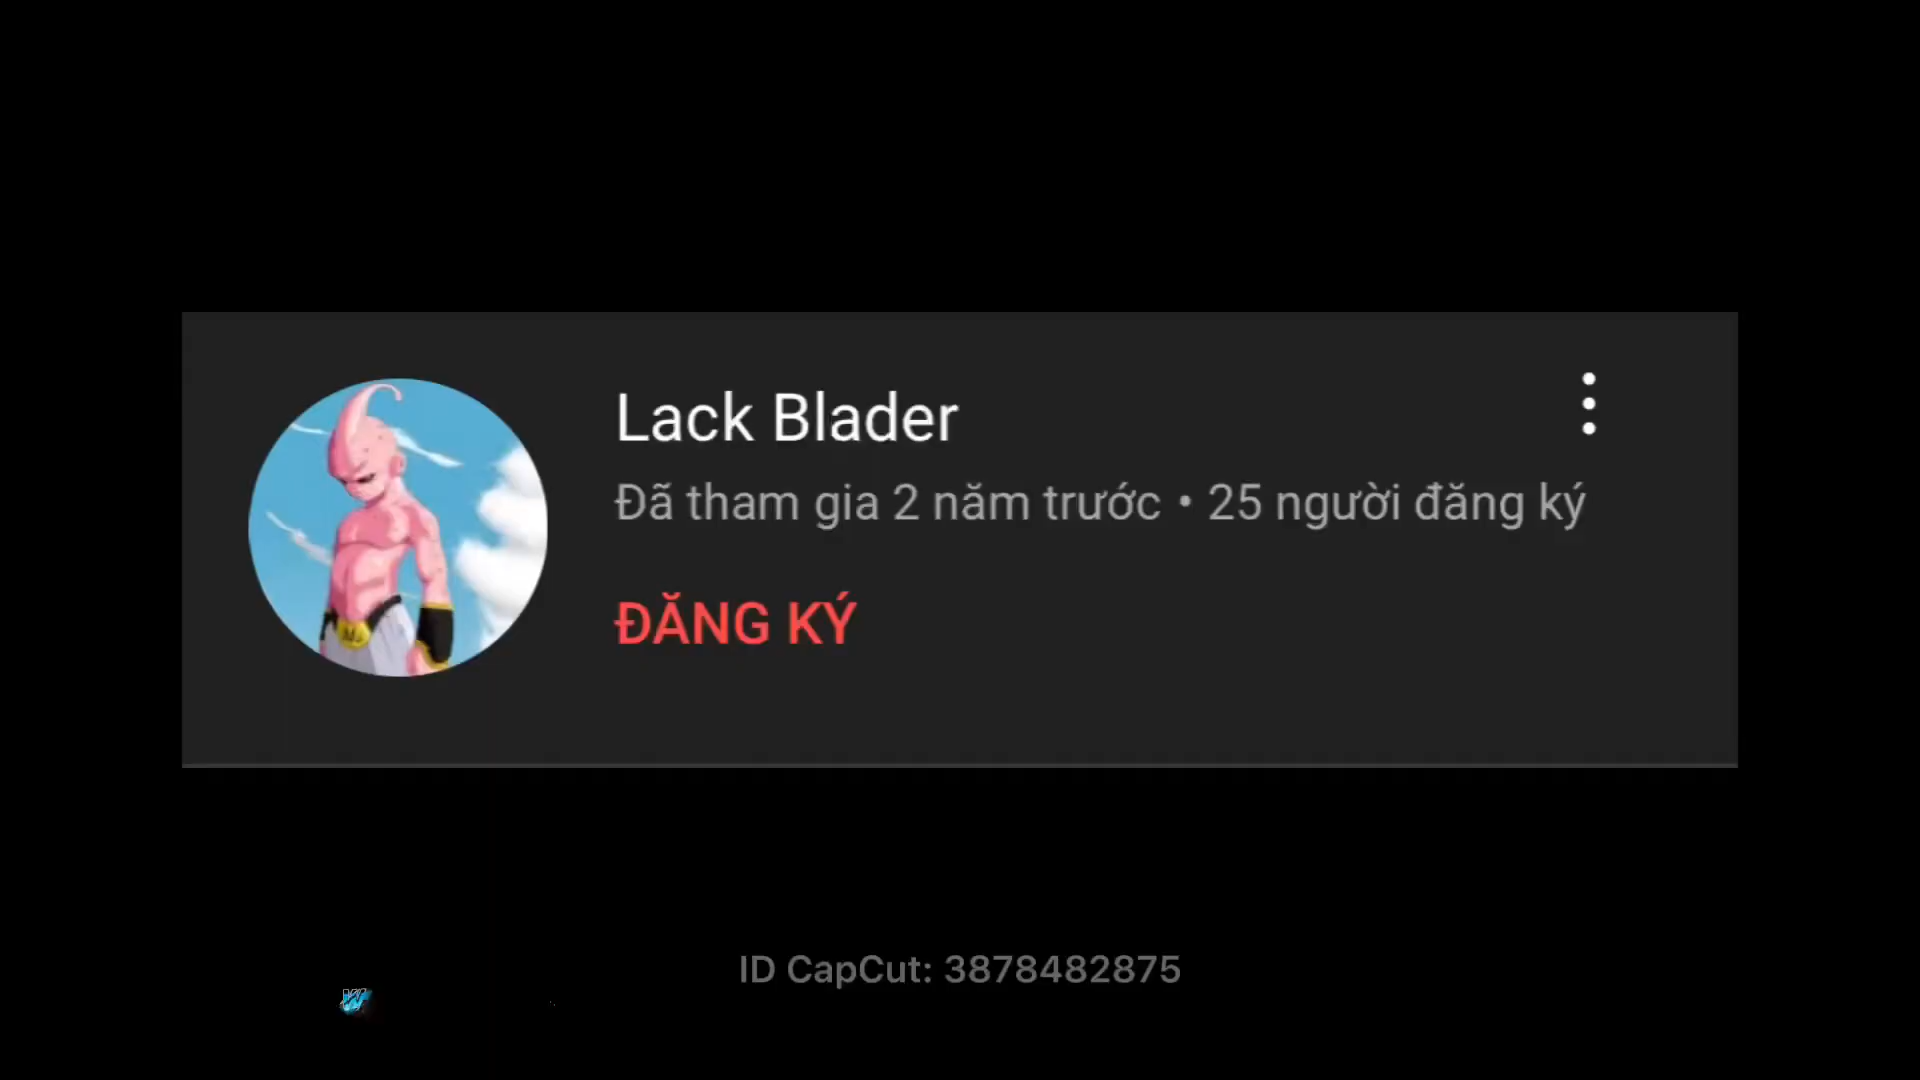 Lack Blader
Đã tham gia 2 năm trước • 25 người đăng ký
ĐĂNG KÝ
ID CapCut: 3878482875
W